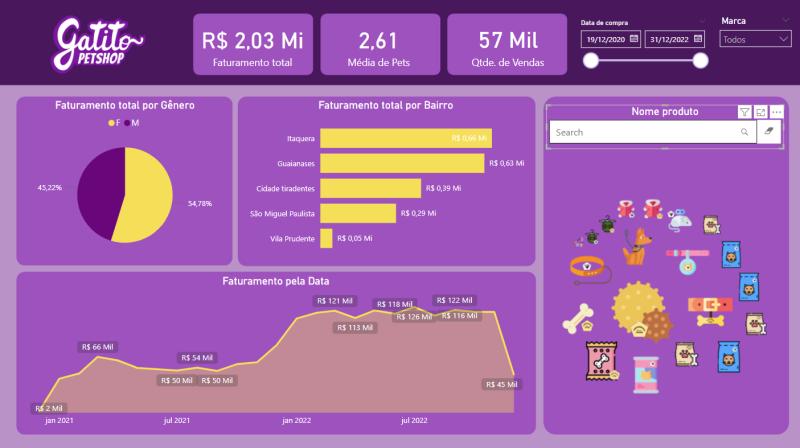 Gatito
PETSHOP
R$ 2,03 Mi
Faturamento total
2,61
Média de Pets
57 Mil
Qtde. de Vendas
Data de compra
19/12/2020
31/12/2022
Marca
Todos
Faturamento total por Gênero
F
M
45,22%
54,78%
Faturamento total por Bairro
Itaquera
R$ 0,66 Mi
Guaianases
R$ 0,63 Mi
Cidade tiradentes
R$ 0,39 Mi
São Miguel Paulista
R$ 0,29 Mi
Vila Prudente
R$ 0,05 Mi
Nome produto
Search
Faturamento pela Data
R$ 2 Mil
R$ 66 Mil
R$ 50 Mil
R$ 54 Mil
R$ 50 Mil
R$ 121 Mil
R$ 113 Mil
R$ 118 Mil
R$ 126 Mil
R$ 122 Mil
R$ 116 Mil
R$ 45 Mil
jan 2021
jul 2021
jan 2022
jul 2022